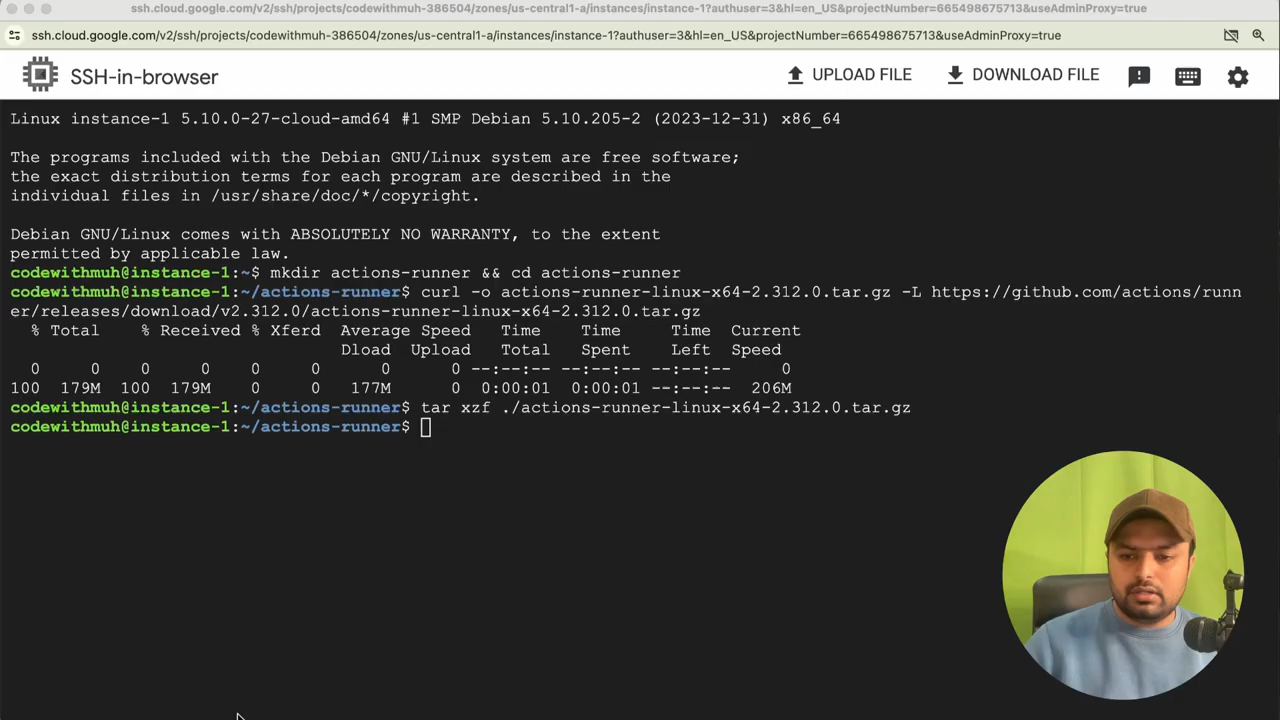 ssh.cloud.google.com/v2/ssh/projects/codewithmuh-386504/zones/us-central1-a/instances/instance-1?authuser=3&hl=en_US&projectNumber=665498675713&useAdminProxy=true
ssh.cloud.google.com/v2/ssh/projects/codewithmuh-386504/zones/us-central1-a/instances/instance-1?authuser=3&hl=en_US&projectNumber=665498675713&useAdminProxy=true
SSH-in-browser UPLOAD FILE DOWNLOAD FILE
Linux instance-1 5.10.0-27-cloud-amd64 #1 SMP Debian 5.10.205-2 (2023-12-31) x86_64
The programs included with the Debian GNU/Linux system are free software;
the exact distribution terms for each program are described in the
individual files in /usr/share/doc/*/copyright.
Debian GNU/Linux comes with ABSOLUTELY NO WARRANTY, to the extent
permitted by applicable law.
codewithmuh@instance-1:~$ mkdir actions-runner && cd actions-runner
codewithmuh@instance-1:~/actions-runner$ curl -o actions-runner-linux-x64-2.312.0.tar.gz -L https://github.com/actions/runn
er/releases/download/v2.312.0/actions-runner-linux-x64-2.312.0.tar.gz
% Total % Received % Xferd Average Speed Time Time Time Current
Dload Upload Total Spent Left Speed
0 0 0 0 0 0 0 0 --:--:-- --:--:-- --:--:-- 0
100 179M 100 179M 0 0 177M 0 0:00:01 0:00:01 --:--:-- 206M
codewithmuh@instance-1:~/actions-runner$ tar xzf ./actions-runner-linux-x64-2.312.0.tar.gz
codewithmuh@instance-1:~/actions-runner$